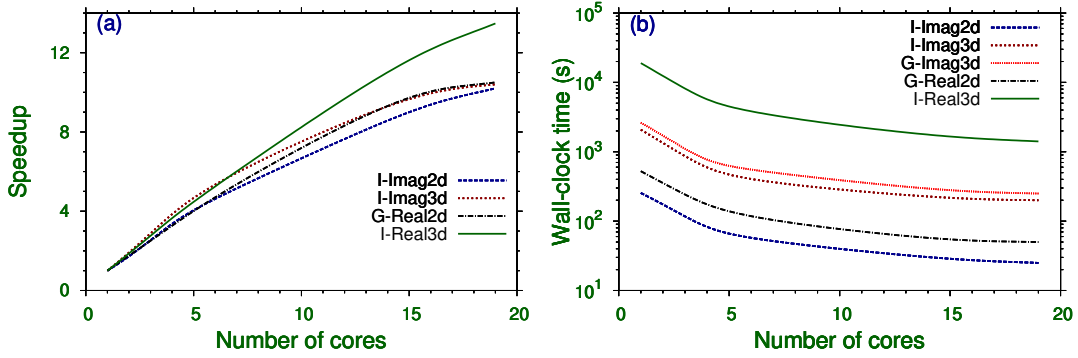 (a)
Speedup
12
8
4
0
I-Imag2d
I-Imag3d
G-Real2d
I-Real3d
0 5 10 15 20
Number of cores
(b)
Wall-clock time (s)
10^5
10^4
10^3
10^2
10^1
I-Imag2d
I-Imag3d
G-Imag3d
G-Real2d
I-Real3d
0 5 10 15 20
Number of cores